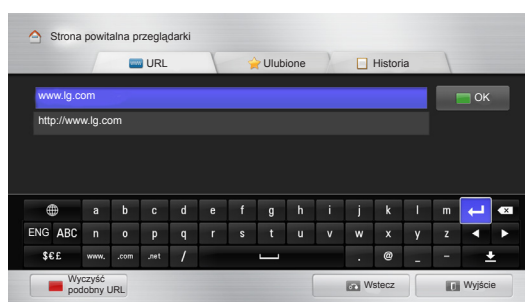 Strona powitalna przeglądarki
www URL
Ulubione
Historia
www.lg.com
OK
http://www.lg.com
a b c d e f g h i j k l m
ENG ABC n o p q r s t u v w x y z
$€£ www. .com .net / . @ _ -
Wyczyść
podobny URL
Wstecz
Wyjście